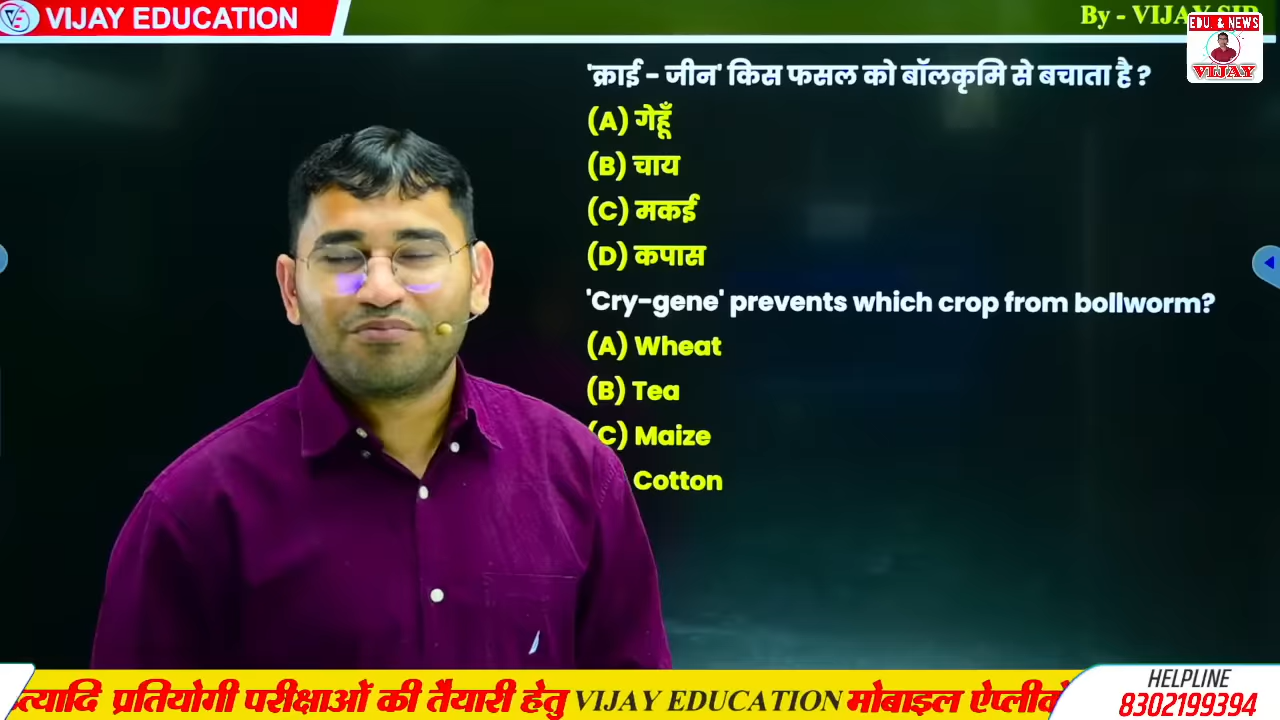 VIJAY EDUCATION
By - VIJAY SIR
EDU. & NEWS
VIJAY
'क्राई - जीन' किस फसल को बॉलकृमि से बचाता है ?
(A) गेहूँ
(B) चाय
(C) मकई
(D) कपास
'Cry-gene' prevents which crop from bollworm?
(A) Wheat
(B) Tea
(C) Maize
Cotton
प्रतियोगी परीक्षाओं की तैयारी हेतु VIJAY EDUCATION मोबाइल
HELPLINE
8302199394